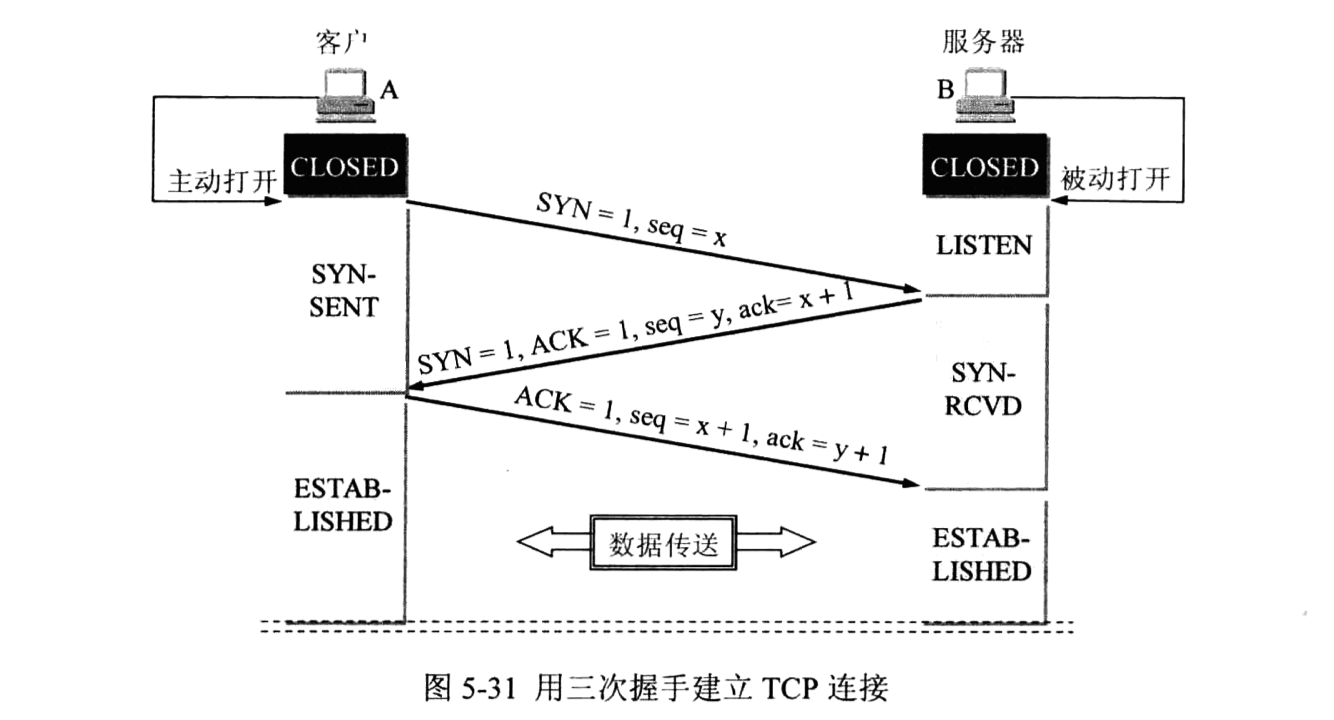 客户
服务器
A
B
CLOSED
CLOSED
主动打开
被动打开
SYN = 1, seq = x
LISTEN
SYN-
SENT
SYN = 1, ACK = 1, seq = y, ack= x + 1
SYN-
RCVD
ACK = 1, seq = x + 1, ack = y + 1
ESTAB-
LISHED
数据传送
ESTAB-
LISHED
图 5-31 用三次握手建立 TCP 连接